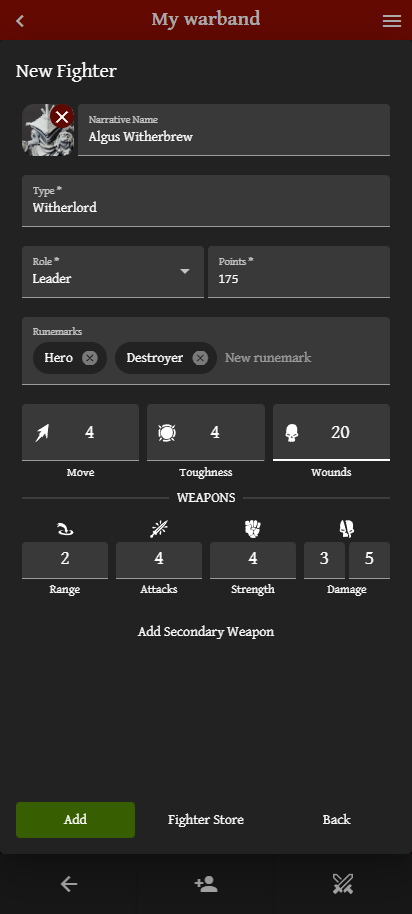 My warband
New Fighter
Narrative Name
Algus Witherbrew
Type *
Witherlord
Role *
Points *
Leader
175
Runemarks
Hero
Destroyer
New runemark
4
4
20
Move
Toughness
Wounds
WEAPONS
2
4
4
3
5
Range
Attacks
Strength
Damage
Add Secondary Weapon
Add
Fighter Store
Back